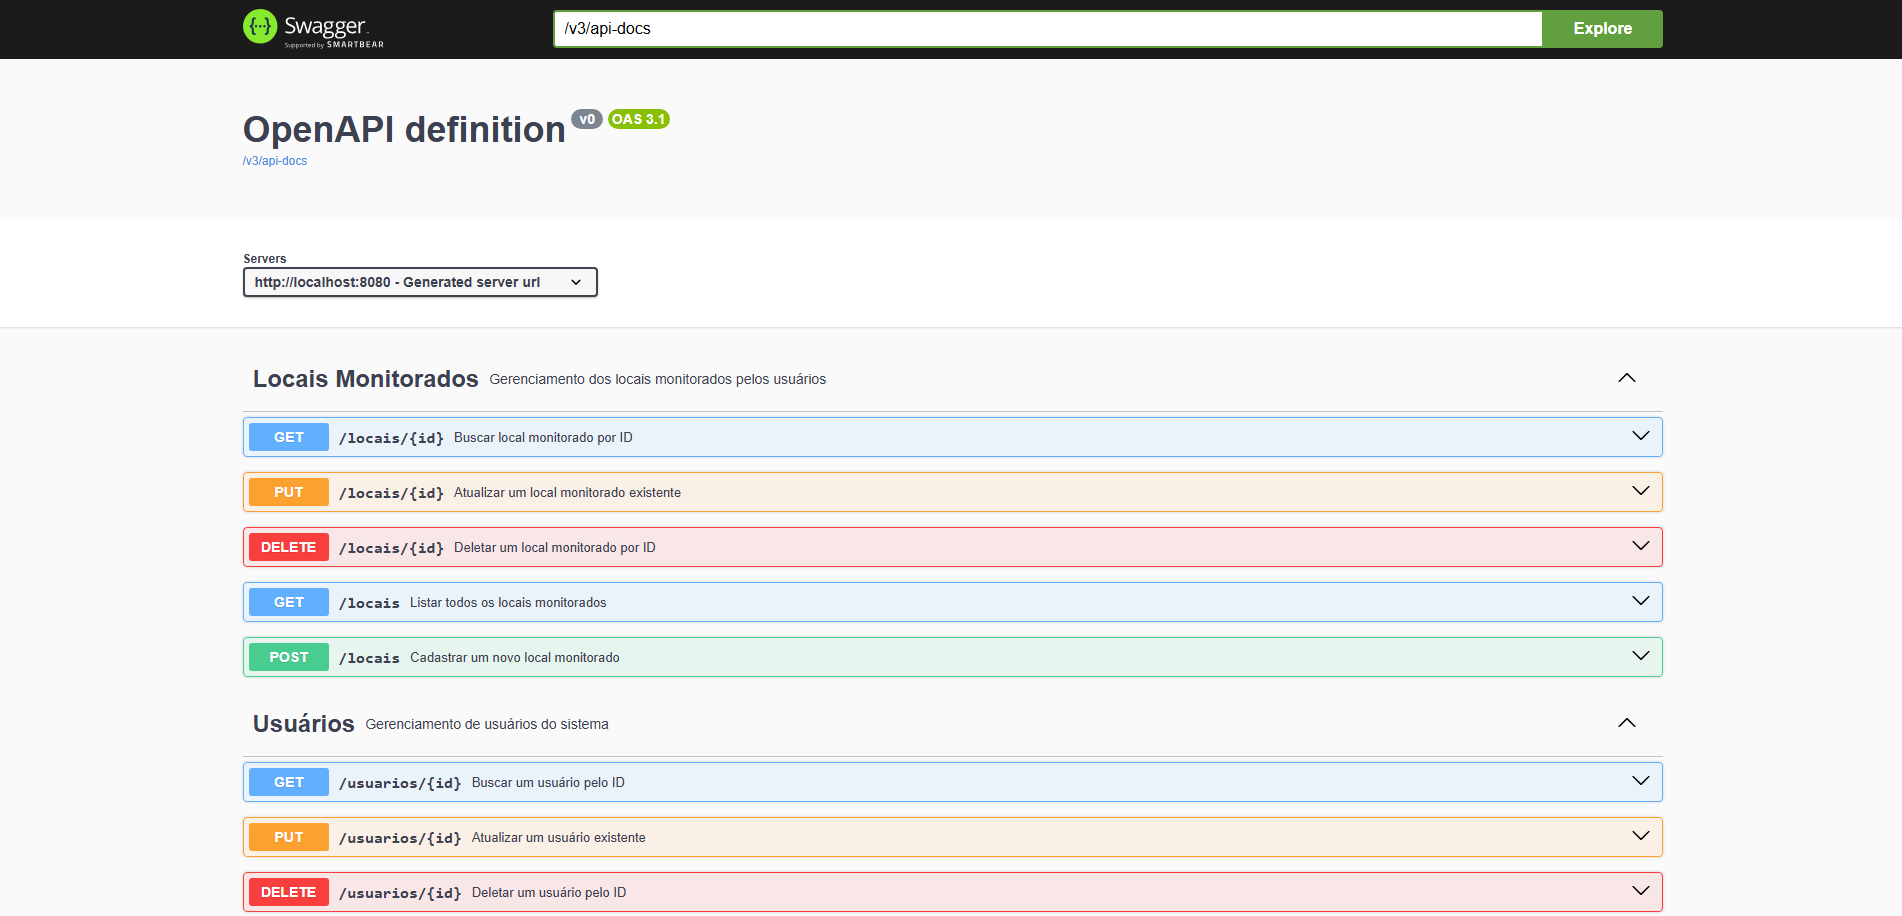 Swagger
Supported by SMARTBEAR
/v3/api-docs
Explore
OpenAPI definition v0 OAS 3.1
/v3/api-docs
Servers
http://localhost:8080 - Generated server url
Locais Monitorados Gerenciamento dos locais monitorados pelos usuários
GET /locais/{id} Buscar local monitorado por ID
PUT /locais/{id} Atualizar um local monitorado existente
DELETE /locais/{id} Deletar um local monitorado por ID
GET /locais Listar todos os locais monitorados
POST /locais Cadastrar um novo local monitorado
Usuários Gerenciamento de usuários do sistema
GET /usuarios/{id} Buscar um usuário pelo ID
PUT /usuarios/{id} Atualizar um usuário existente
DELETE /usuarios/{id} Deletar um usuário pelo ID